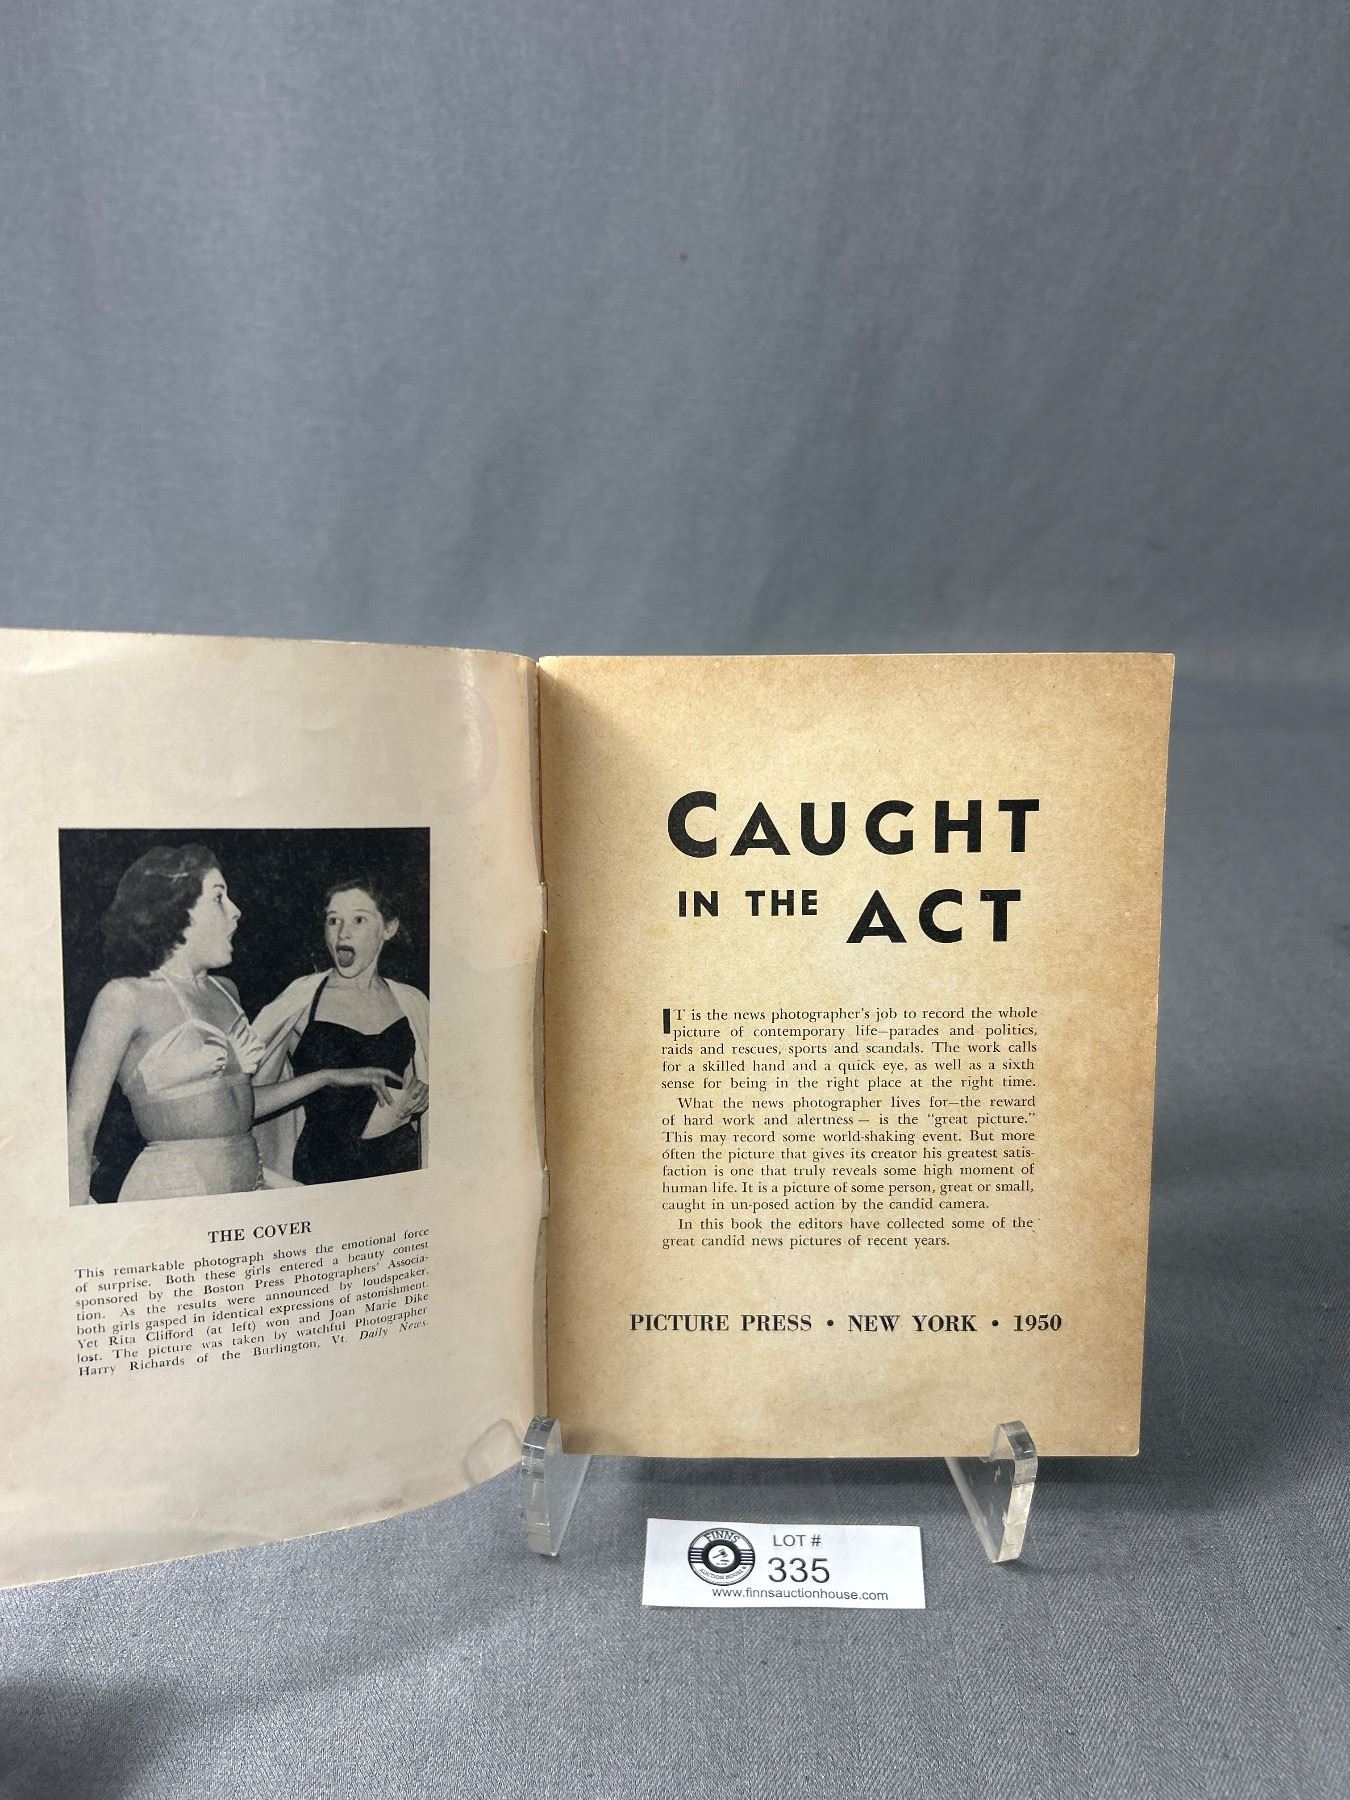 THE COVER
This remarkable photograph shows the emotional force
of surprise. Both these girls entered a beauty contest
sponsored by the Boston Press Photographers' Associa-
tion. As the results were announced by loudspeaker,
both girls gasped in identical expressions of astonishment.
Yet Rita Clifford (at left) won and Joan Marie Dike
lost. The picture was taken by watchful Photographer
Harry Richards of the Burlington, Vt. Daily News.
CAUGHT
IN THE ACT
IT is the news photographer's job to record the whole
picture of contemporary life—parades and politics,
raids and rescues, sports and scandals. The work calls
for a skilled hand and a quick eye, as well as a sixth
sense for being in the right place at the right time.
What the news photographer lives for—the reward
of hard work and alertness— is the "great picture."
This may record some world-shaking event. But more
often the picture that gives its creator his greatest satis-
faction is one that truly reveals some high moment of
human life. It is a picture of some person, great or small,
caught in un-posed action by the candid camera.
In this book the editors have collected some of the
great candid news pictures of recent years.
PICTURE PRESS • NEW YORK • 1950
FINNS
AUCTION HOUSE
LOT #
335
www.finnsauctionhouse.com